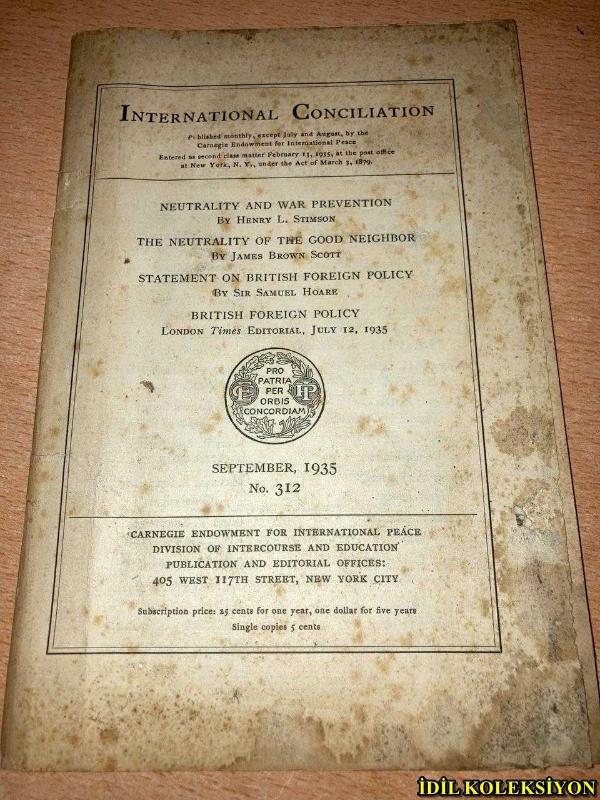 INTERNATIONAL CONCILIATION
Published monthly, except July and August, by the
Carnegie Endowment for International Peace
Entered as second class matter February 15, 1935, at the post office
at New York, N. Y., under the Act of March 3, 1879.
NEUTRALITY AND WAR PREVENTION
BY HENRY L. STIMSON
THE NEUTRALITY OF THE GOOD NEIGHBOR
BY JAMES BROWN SCOTT
STATEMENT ON BRITISH FOREIGN POLICY
BY SIR SAMUEL HOARE
BRITISH FOREIGN POLICY
LONDON Times EDITORIAL, JULY 12, 1935
PRO
PATRIA
PER
ORBIS
CONCORDIAM
SEPTEMBER, 1935
No. 312
CARNEGIE ENDOWMENT FOR INTERNATIONAL PEACE
DIVISION OF INTERCOURSE AND EDUCATION
PUBLICATION AND EDITORIAL OFFICES:
405 WEST 117TH STREET, NEW YORK CITY
Subscription price: 25 cents for one year, one dollar for five years
Single copies 5 cents
İDİL KOLEKSİYON